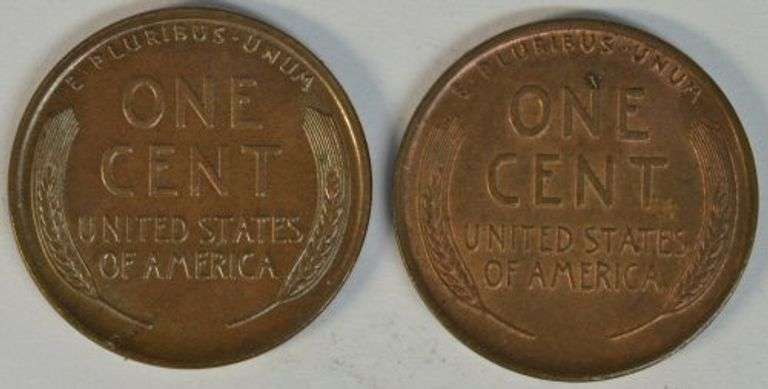 E·PLURIBUS·UNUM
ONE
CENT
UNITED STATES
OF AMERICA
E·PLURIBUS·UNUM
ONE
CENT
UNITED STATES
OF AMERICA